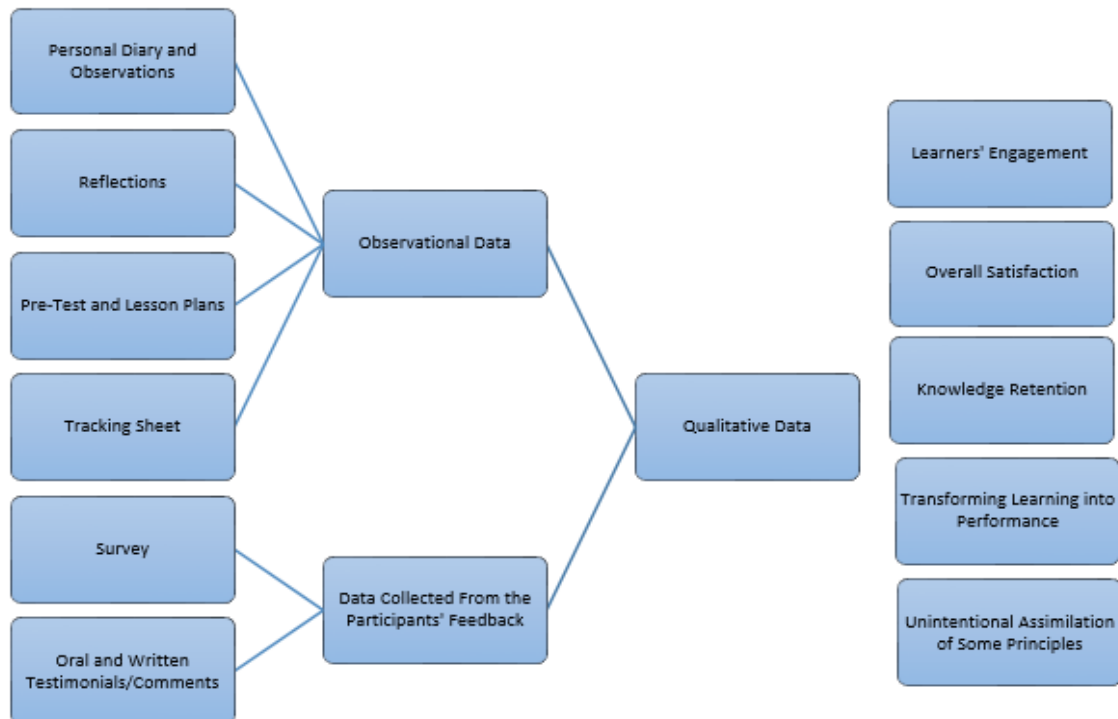 Personal Diary and
Observations
Reflections
Pre-Test and Lesson Plans
Tracking Sheet
Survey
Oral and Written
Testimonials/Comments
Observational Data
Data Collected From the
Participants' Feedback
Qualitative Data
Learners' Engagement
Overall Satisfaction
Knowledge Retention
Transforming Learning into
Performance
Unintentional Assimilation
of Some Principles